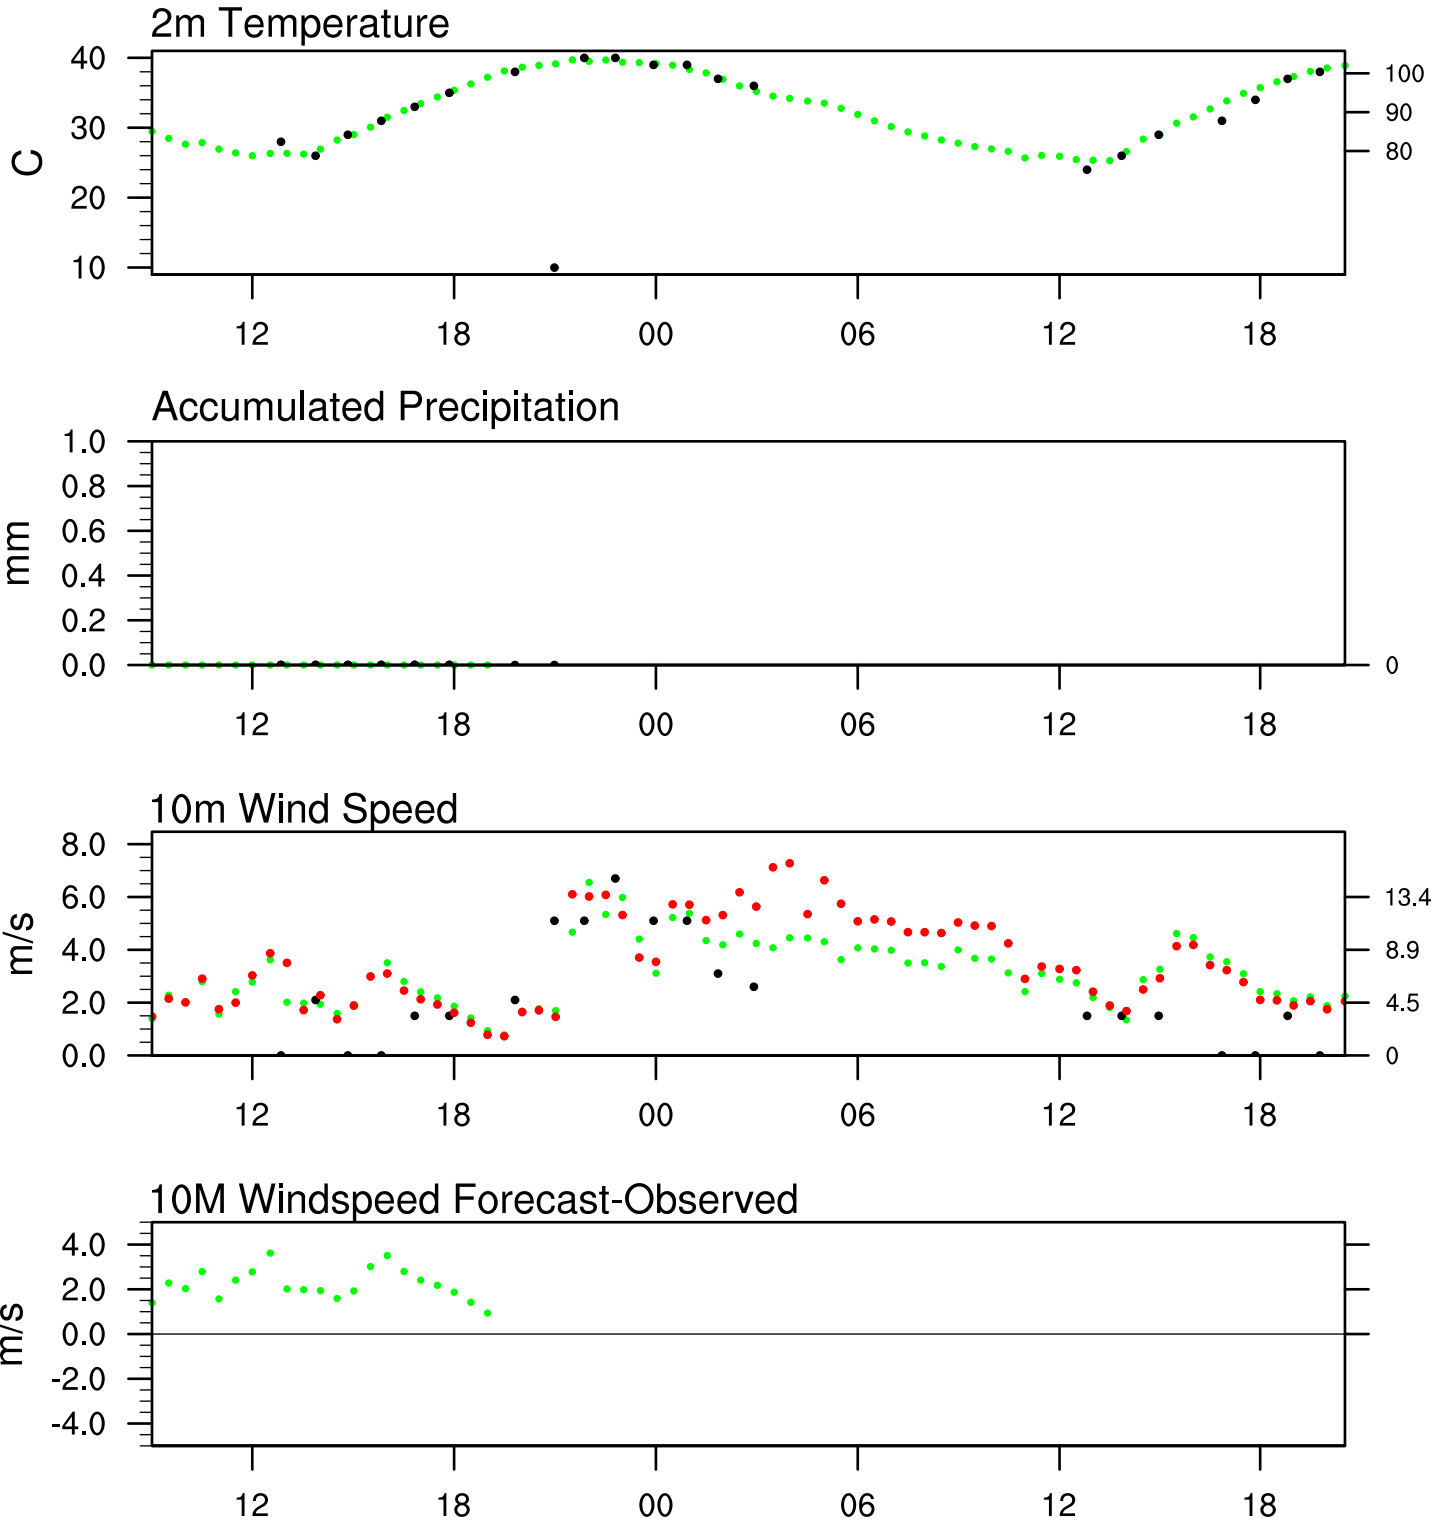 2m Temperature
40
30
20
10
C
100
90
80
12 18 00 06 12 18
Accumulated Precipitation
1.0
0.8
0.6
0.4
0.2
0.0
mm
0
12 18 00 06 12 18
10m Wind Speed
8.0
6.0
4.0
2.0
0.0
m/s
13.4
8.9
4.5
0
12 18 00 06 12 18
10M Windspeed Forecast-Observed
4.0
2.0
0.0
-2.0
-4.0
m/s
12 18 00 06 12 18